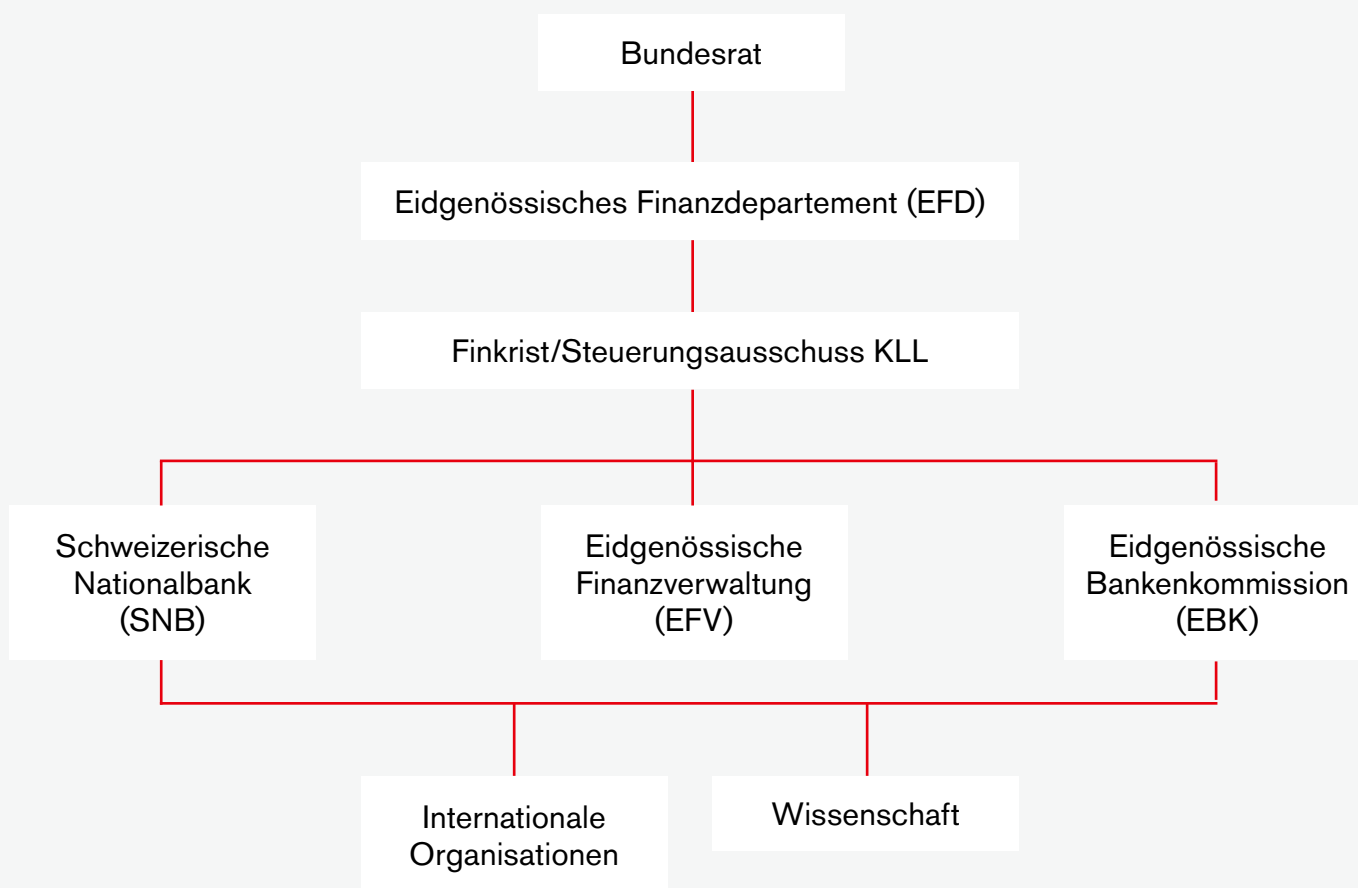 Bundesrat
Eidgenössisches Finanzdepartement (EFD)
Finkrist/Steuerungsausschuss KLL
Schweizerische
Nationalbank
(SNB)
Eidgenössische
Finanzverwaltung
(EFV)
Eidgenössische
Bankenkommission
(EBK)
Internationale
Organisationen
Wissenschaft